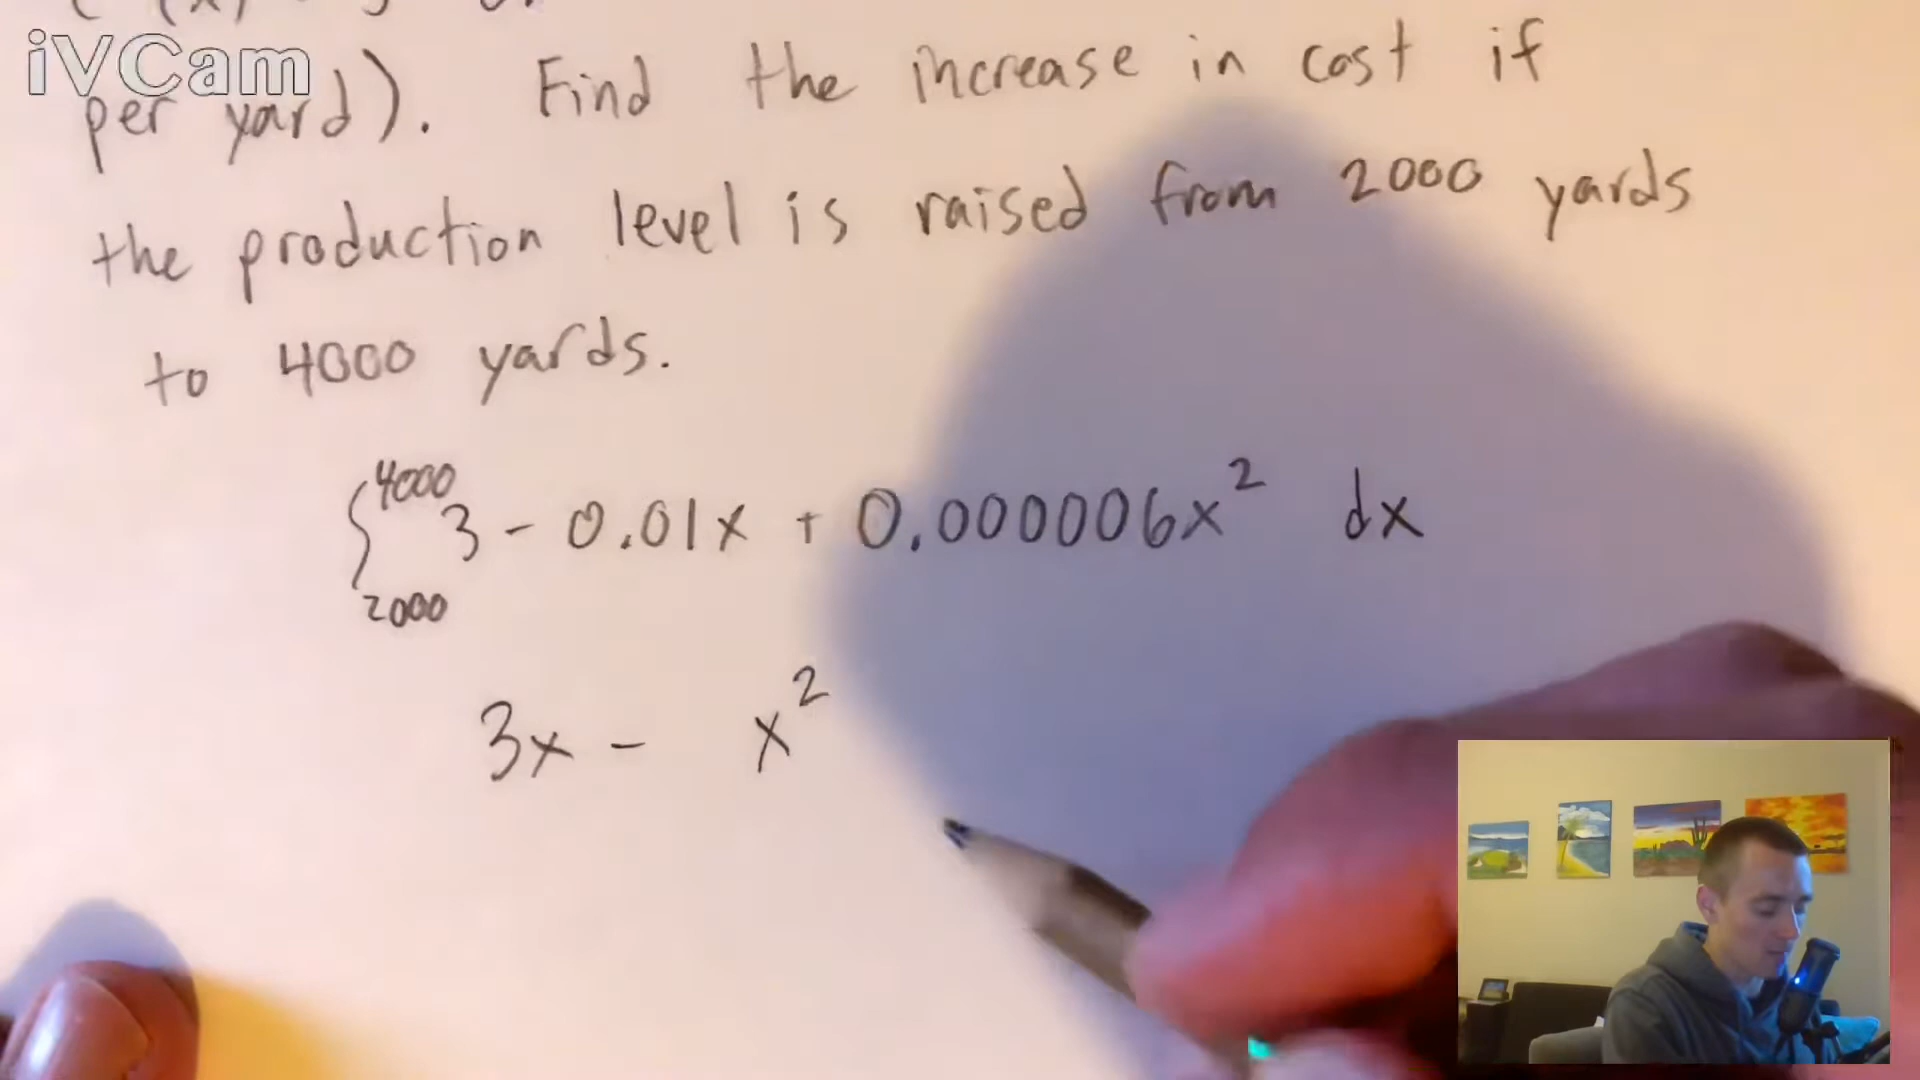 iVCam
per yard). Find the increase in cost if
the production level is raised from 2000 yards
to 4000 yards.
∫ 4000 2000 3 - 0.01x + 0.000006x² dx
3x - x²